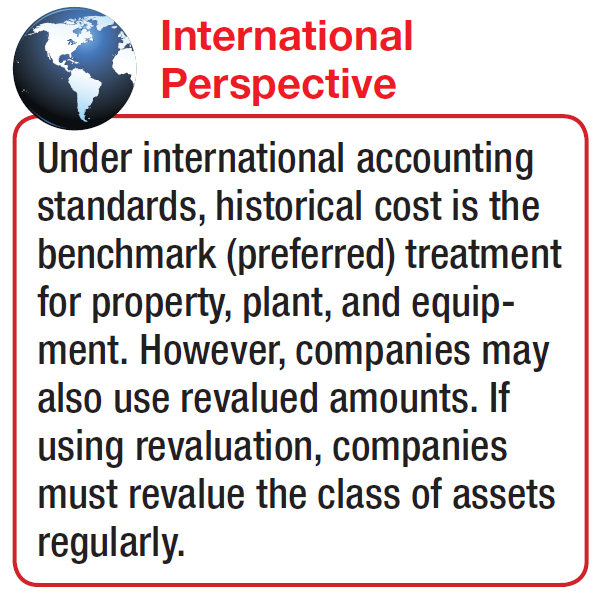 International
Perspective
Under international accounting
standards, historical cost is the
benchmark (preferred) treatment
for property, plant, and equip-
ment. However, companies may
also use revalued amounts. If
using revaluation, companies
must revalue the class of assets
regularly.